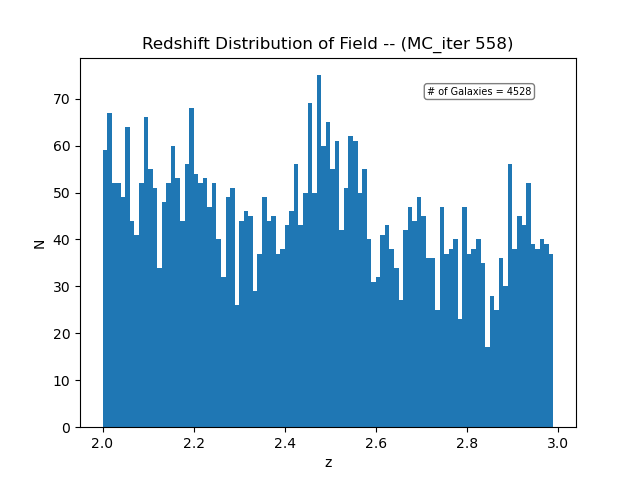 Redshift Distribution of Field -- (MC_iter 558)
# of Galaxies = 4528
70
60
50
40
30
20
10
0
N
2.0 2.2 2.4 2.6 2.8 3.0
z